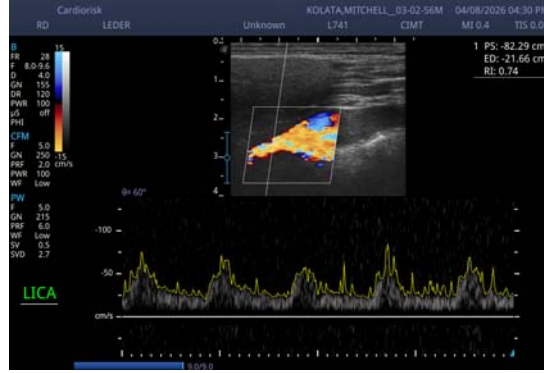 Cardiorisk KOLATA,MITCHELL_ 03-02-56M 04/08/2026 04:30 PM
RD LEDER Unknown L741 CIMT MI 0.4 TIS 0.0
B
FR 28
F 8.0-9.6
D 4.0
GN 155
DR 120
PWR 100
µS off
PHI
15
-15
cm/s
CFM
F 5.0
GN 250
PRF 2.0
PWR 100
WF Low
PW
F 5.0
GN 215
PRF 6.0
WF Low
SV 0.5
SVD 2.7
LICA
0
2
3
4
θ= 60°
1 PS: -82.29 cm
ED: -21.66 cm
RI: 0.74
-100
-50
cm/s
9.0/9.0